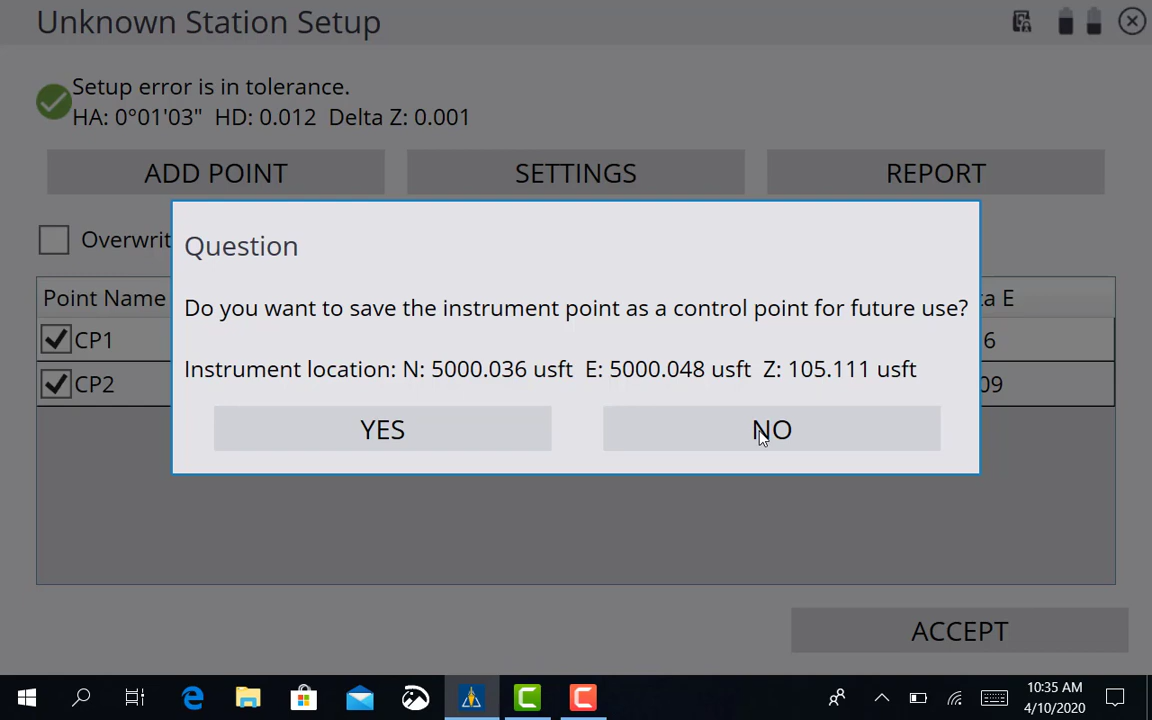 Unknown Station Setup
Setup error is in tolerance.
HA: 0°01'03" HD: 0.012 Delta Z: 0.001
ADD POINT SETTINGS REPORT
Question
Do you want to save the instrument point as a control point for future use?
Instrument location: N: 5000.036 usft E: 5000.048 usft Z: 105.111 usft
YES NO
Point Name E
CP1 6
CP2 09
ACCEPT
10:35 AM
4/10/2020